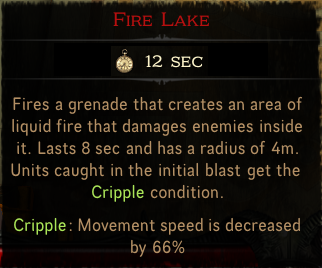 Fire Lake
12 sec
Fires a grenade that creates an area of
liquid fire that damages enemies inside
it. Lasts 8 sec and has a radius of 4m.
Units caught in the initial blast get the
Cripple condition.
Cripple: Movement speed is decreased
by 66%